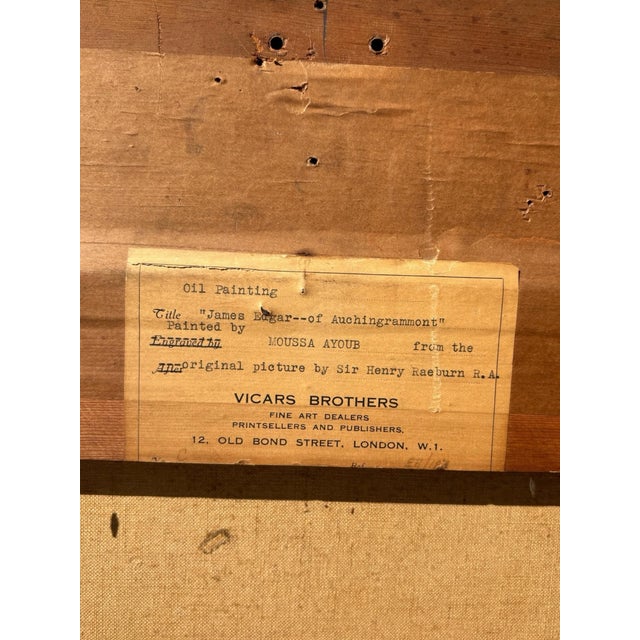 Oil Painting
Title "James Edgar--of Auchingrammont"
Painted by
Engraved by MOUSSA AYOUB from the
After original picture by Sir Henry Raeburn R.A.
VICARS BROTHERS
FINE ART DEALERS
PRINTSELLERS AND PUBLISHERS,
12, OLD BOND STREET, LONDON, W.1.